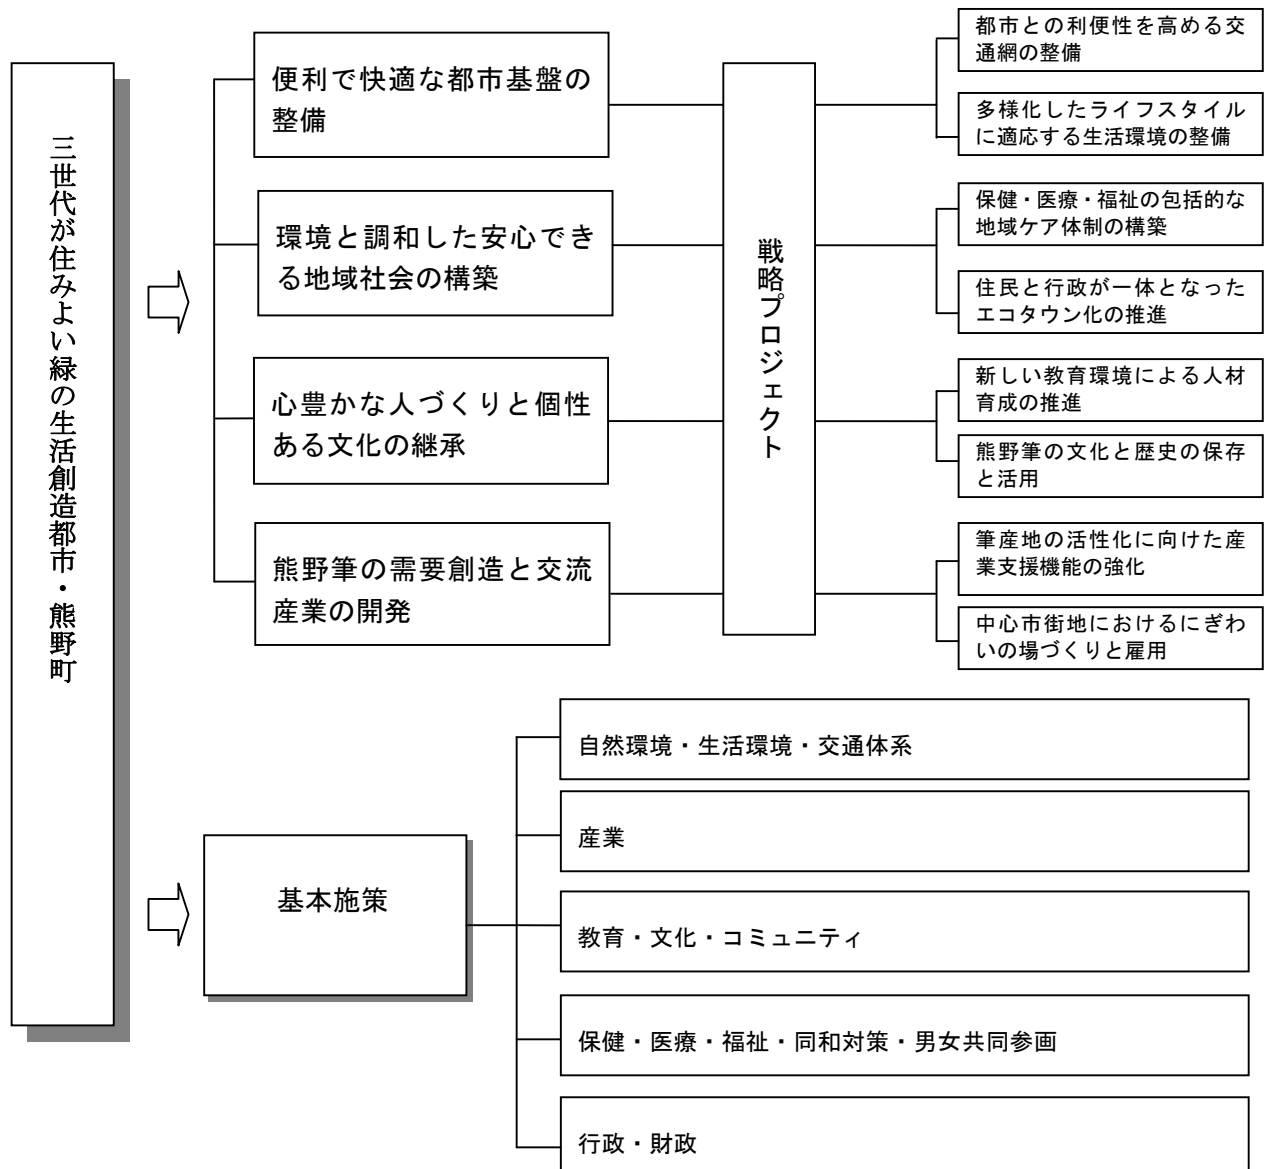 三世代が住みよい緑の生活創造都市・熊野町
便利で快適な都市基盤の
整備
環境と調和した安心でき
る地域社会の構築
心豊かな人づくりと個性
ある文化の継承
熊野筆の需要創造と交流
産業の開発
戦略プロジェクト
都市との利便性を高める交
通網の整備
多様化したライフスタイル
に適応する生活環境の整備
保健・医療・福祉の包括的な
地域ケア体制の構築
住民と行政が一体となった
エコタウン化の推進
新しい教育環境による人材
育成の推進
熊野筆の文化と歴史の保存
と活用
筆産地の活性化に向けた産
業支援機能の強化
中心市街地におけるにぎわ
いの場づくりと雇用
基本施策
自然環境・生活環境・交通体系
産業
教育・文化・コミュニティ
保健・医療・福祉・同和対策・男女共同参画
行政・財政